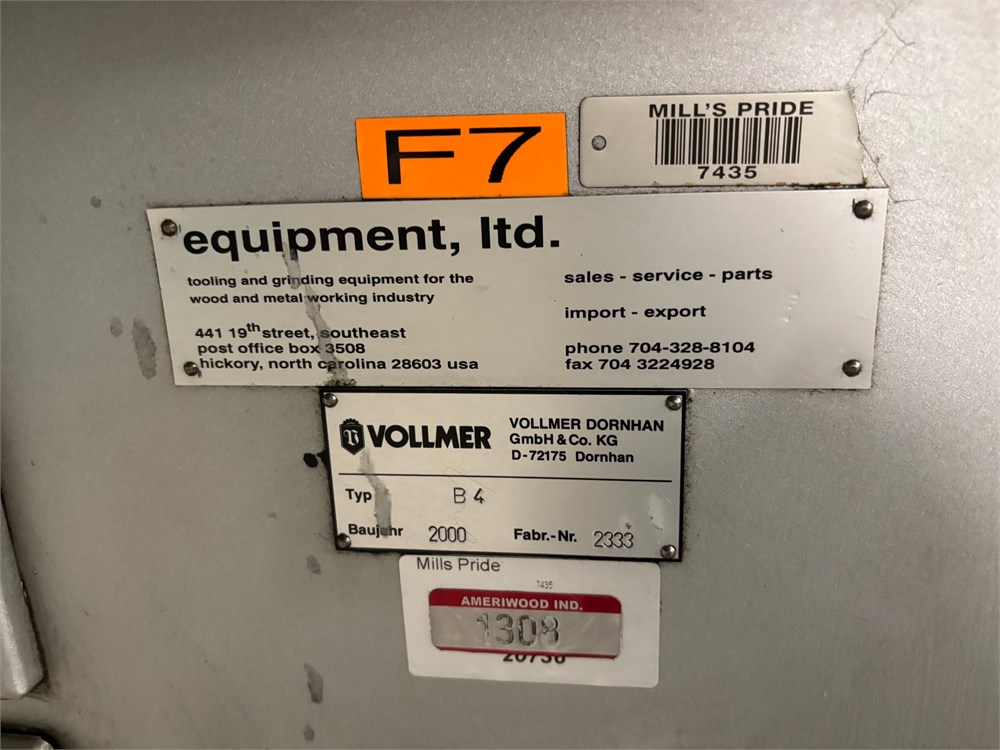 F7
MILL'S PRIDE
7435
equipment, ltd.
tooling and grinding equipment for the
wood and metal working industry
441 19th street, southeast
post office box 3508
hickory, north carolina 28603 usa
sales - service - parts
import - export
phone 704-328-8104
fax 704 3224928
VOLLMER
VOLLMER DORNHAN
GmbH & Co. KG
D-72175 Dornhan
Typ B 4
Baujahr 2000 Fabr.-Nr. 2333
Mills Pride
7435
AMERIWOOD IND.
1308